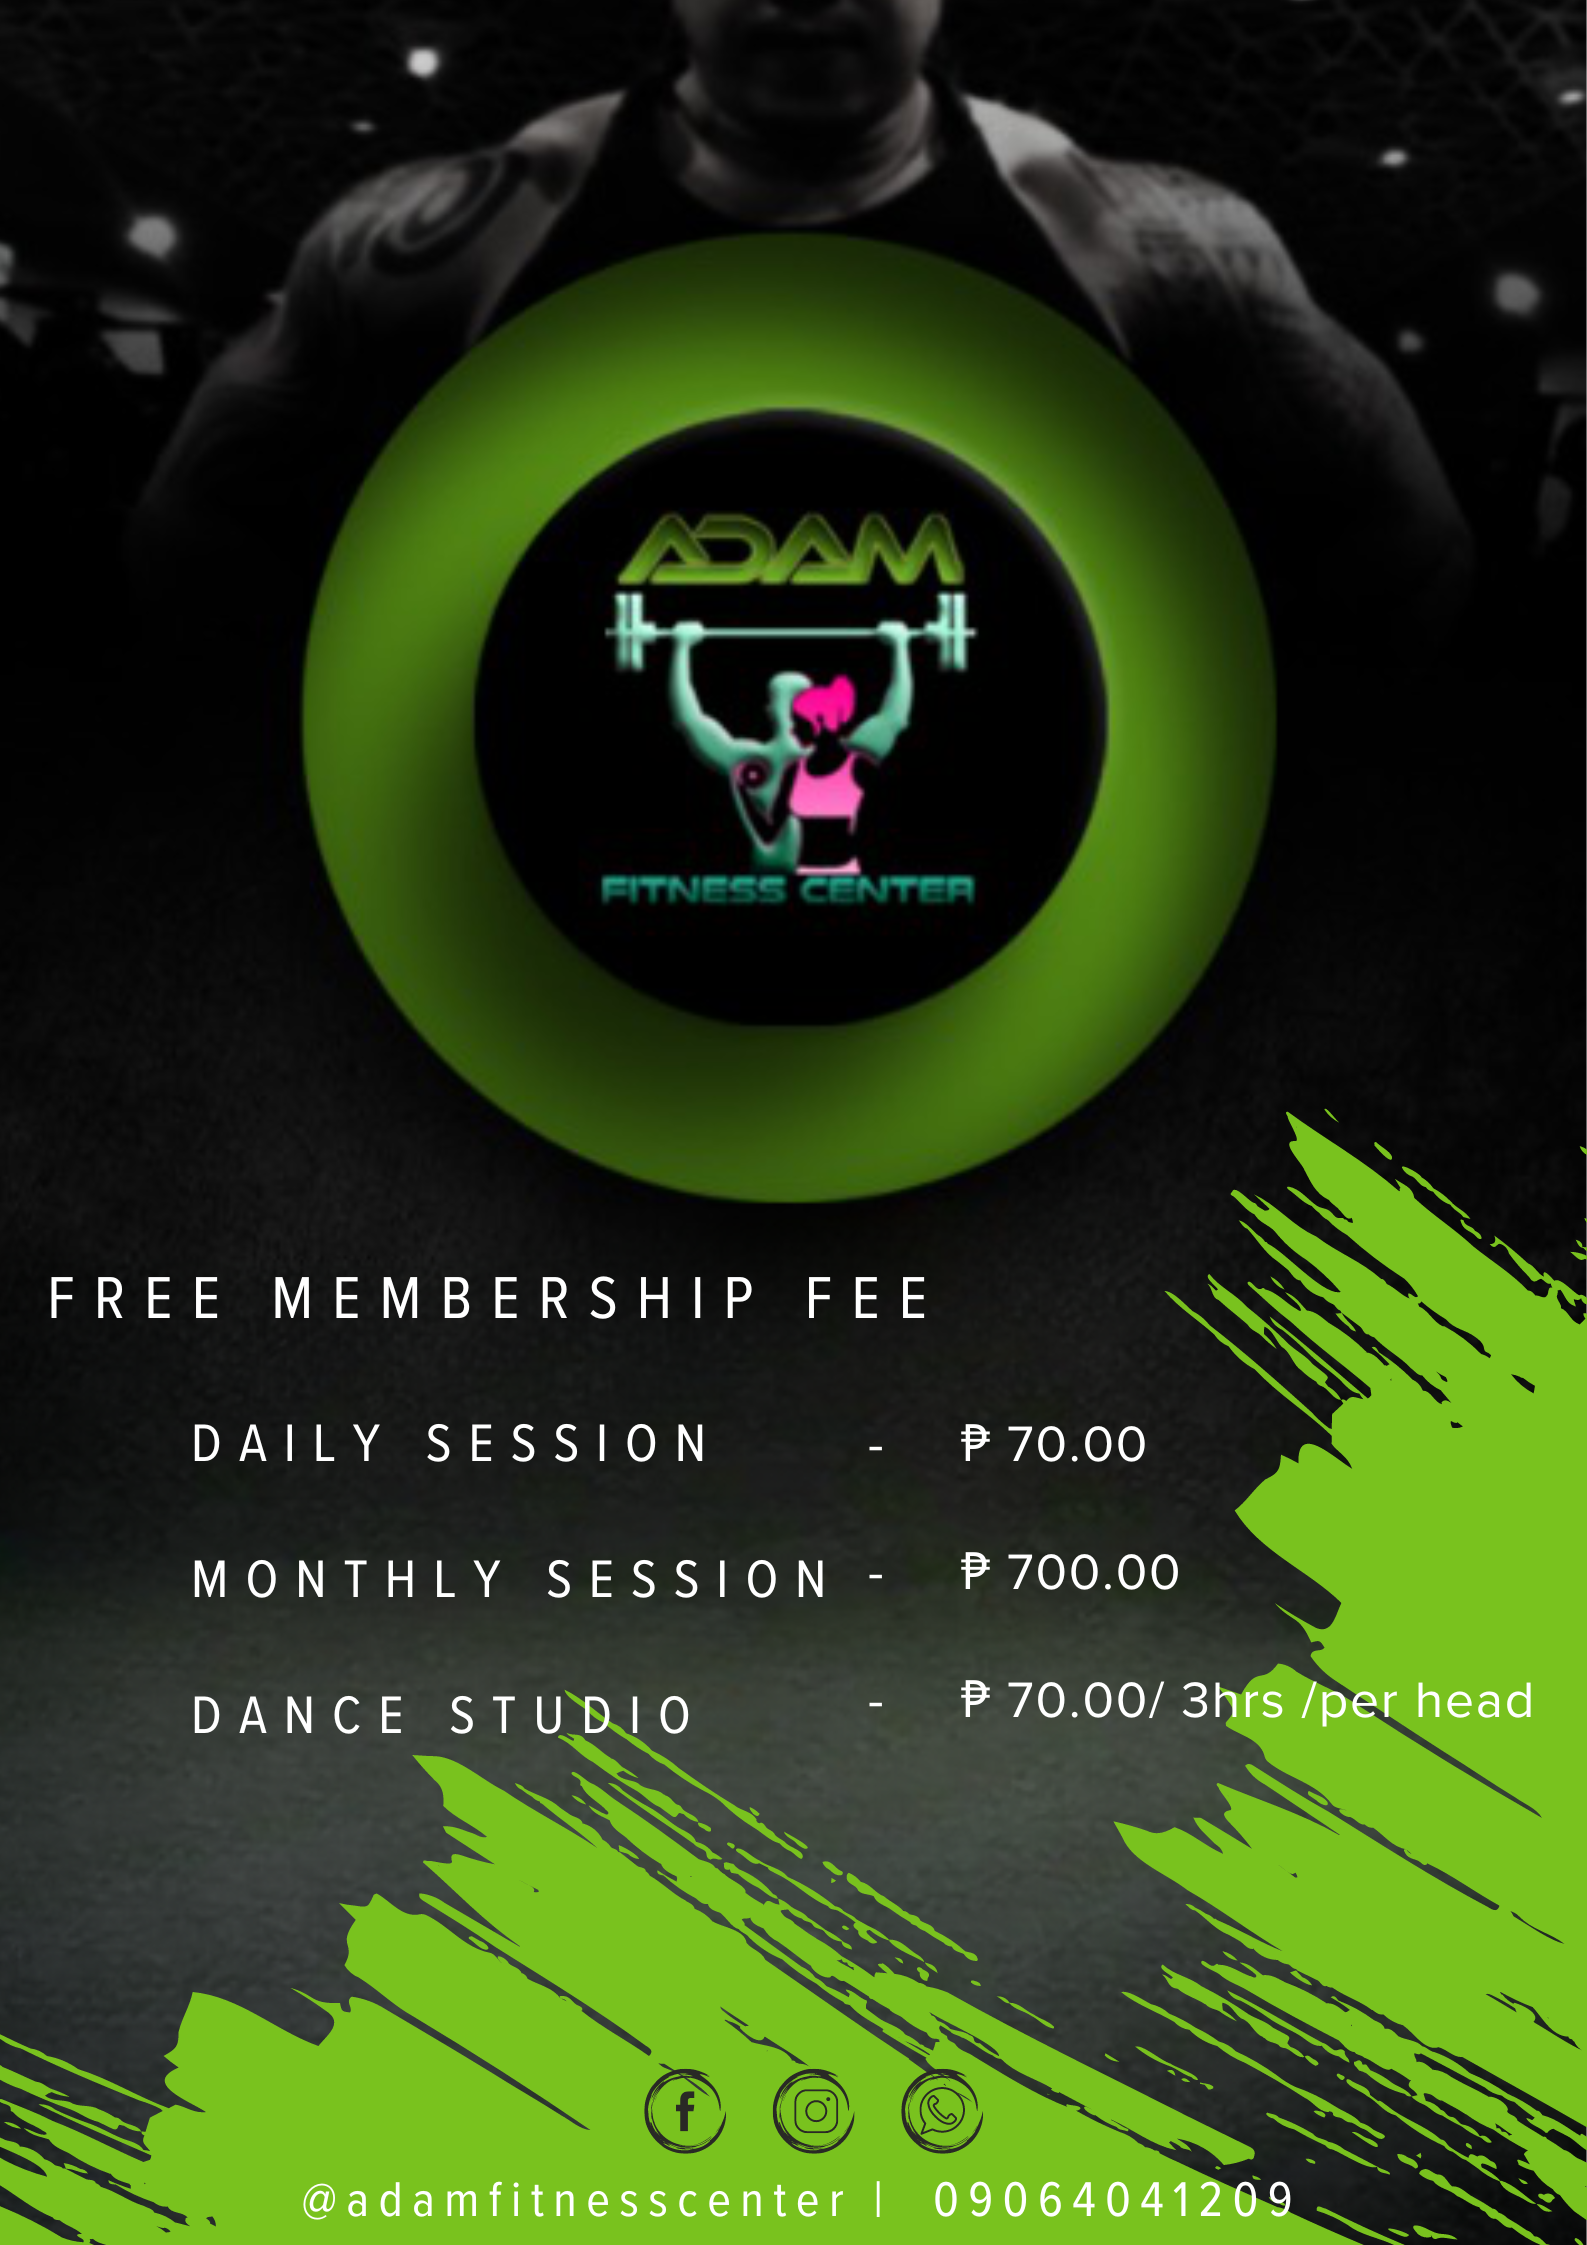 ADAM
FITNESS CENTER
FREE MEMBERSHIP FEE
DAILY SESSION - ₱ 70.00
MONTHLY SESSION - ₱ 700.00
DANCE STUDIO - ₱ 70.00/ 3hrs /per head
@adamfitnesscenter | 09064041209